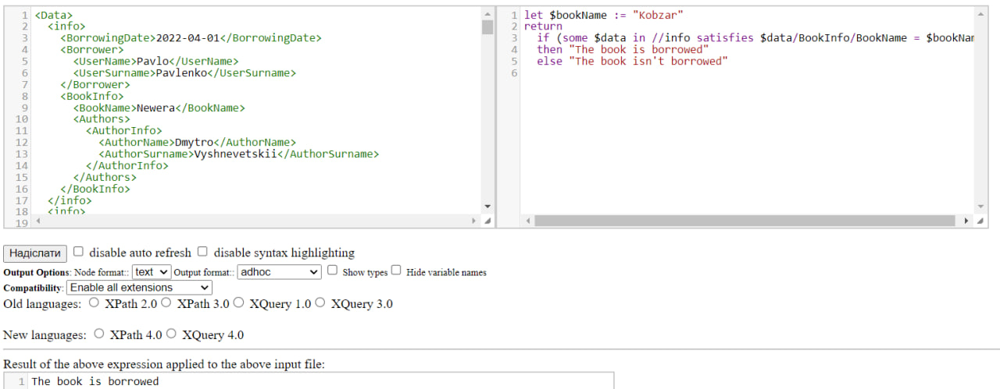 1 <Data>
2 <info>
3 <BorrowingDate>2022-04-01</BorrowingDate>
4 <Borrower>
5 <UserName>Pavlo</UserName>
6 <UserSurname>Pavlenko</UserSurname>
7 </Borrower>
8 <BookInfo>
9 <BookName>Newera</BookName>
10 <Authors>
11 <AuthorInfo>
12 <AuthorName>Dmytro</AuthorName>
13 <AuthorSurname>Vyshnevetskii</AuthorSurname>
14 </AuthorInfo>
15 </Authors>
16 </BookInfo>
17 </info>
18 <info>
19
1 let $bookName := "Kobzar"
2 return
3 if (some $data in //info satisfies $data/BookInfo/BookName = $bookNam
4 then "The book is borrowed"
5 else "The book isn't borrowed"
6
Надіслати disable auto refresh disable syntax highlighting
Output Options: Node format:: text Output format:: adhoc Show types Hide variable names
Compatibility: Enable all extensions
Old languages: XPath 2.0 XPath 3.0 XQuery 1.0 XQuery 3.0
New languages: XPath 4.0 XQuery 4.0
Result of the above expression applied to the above input file:
1 The book is borrowed